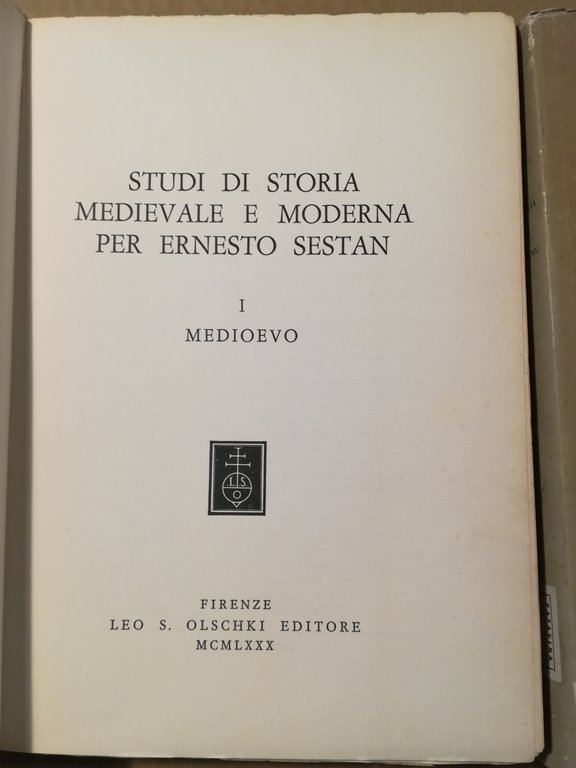 STUDI DI STORIA
MEDIEVALE E MODERNA
PER ERNESTO SESTAN
I
MEDIOEVO
L S
O
FIRENZE
LEO S. OLSCHKI EDITORE
MCMLXXX